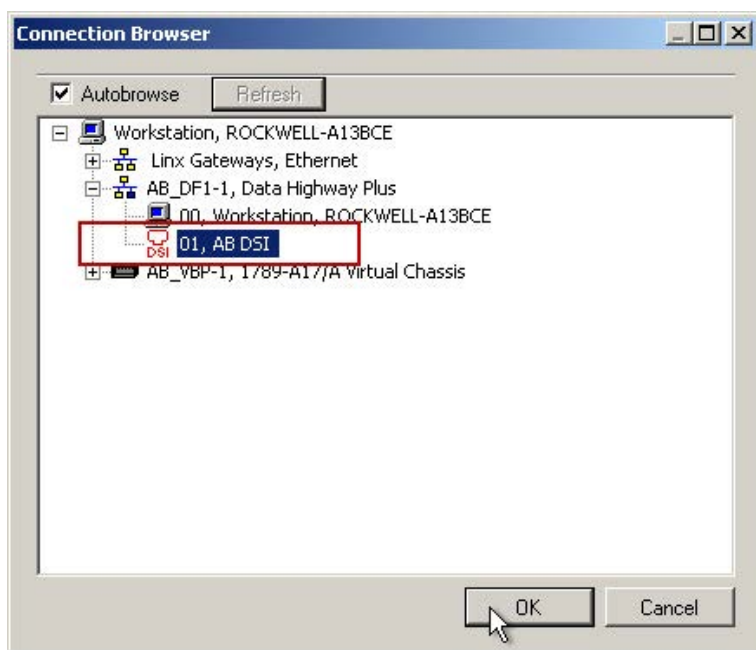 Connection Browser
Autobrowse Refresh
Workstation, ROCKWELL-A13BCE
Linx Gateways, Ethernet
AB_DF1-1, Data Highway Plus
00, Workstation, ROCKWELL-A13BCE
DSI 01, AB DSI
AB_VBP-1, 1789-A17/A Virtual Chassis
OK Cancel